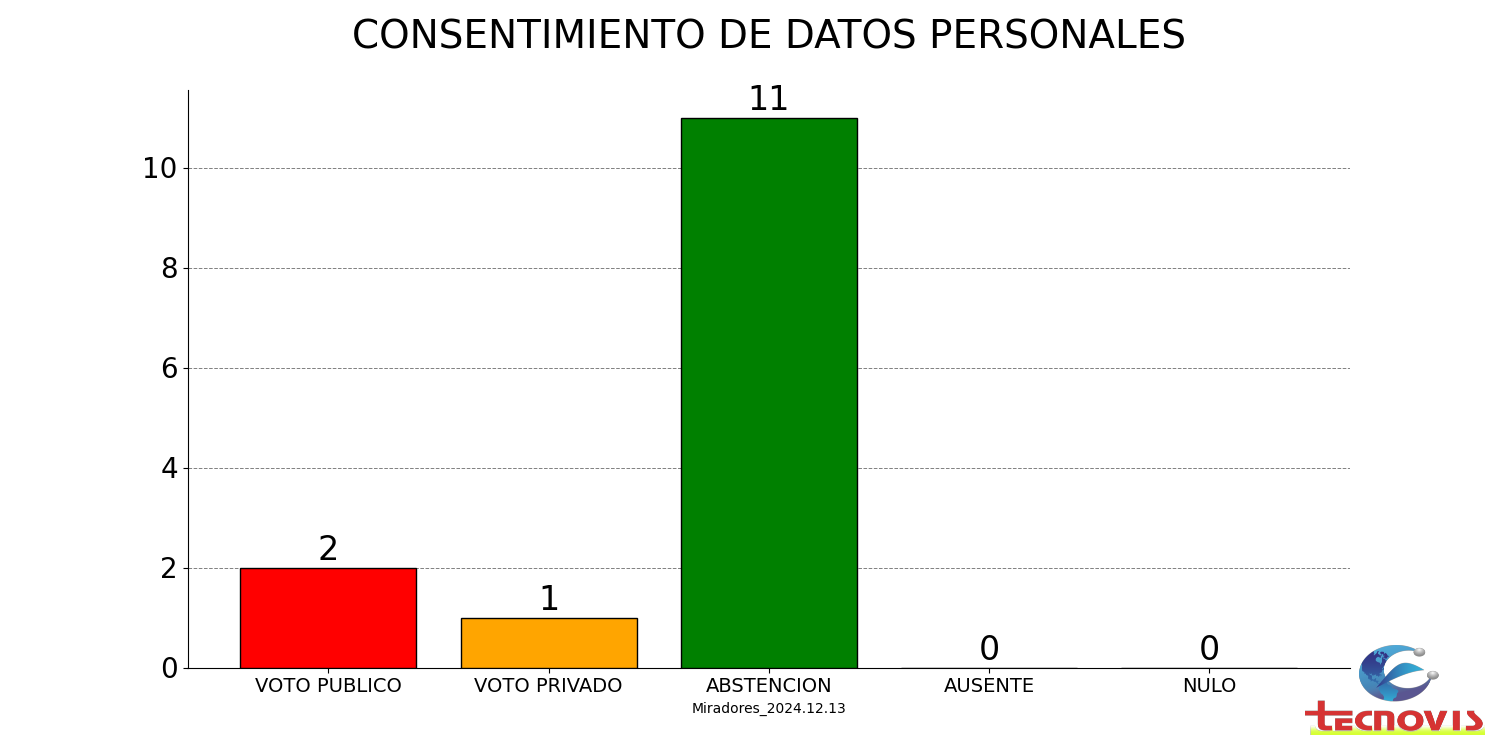 CONSENTIMIENTO DE DATOS PERSONALES
11
10
8
6
4
2
2
1
0
0
0
VOTO PUBLICO VOTO PRIVADO ABSTENCION AUSENTE NULO
Miradores_2024.12.13
TECNOVIS